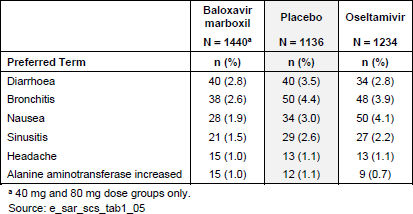 Baloxavir marboxil Placebo Oseltamivir
N = 1440ᵃ N = 1136 N = 1234
Preferred Term n (%) n (%) n (%)
Diarrhoea 40 (2.8) 40 (3.5) 34 (2.8)
Bronchitis 38 (2.6) 50 (4.4) 48 (3.9)
Nausea 28 (1.9) 34 (3.0) 50 (4.1)
Sinusitis 21 (1.5) 29 (2.6) 27 (2.2)
Headache 15 (1.0) 13 (1.1) 13 (1.1)
Alanine aminotransferase increased 15 (1.0) 12 (1.1) 9 (0.7)
ᵃ 40 mg and 80 mg dose groups only.
Source: e_sar_scs_tab1_05